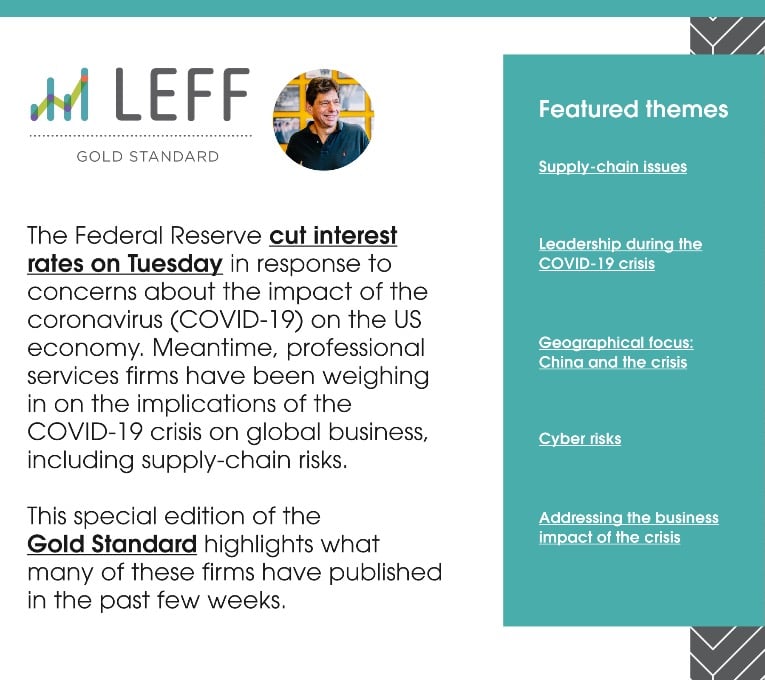 LEFF
GOLD STANDARD
The Federal Reserve cut interest
rates on Tuesday in response to
concerns about the impact of the
coronavirus (COVID-19) on the US
economy. Meantime, professional
services firms have been weighing
in on the implications of the
COVID-19 crisis on global business,
including supply-chain risks.
This special edition of the
Gold Standard highlights what
many of these firms have published
in the past few weeks.
Featured themes
Supply-chain issues
Leadership during the
COVID-19 crisis
Geographical focus:
China and the crisis
Cyber risks
Addressing the business
impact of the crisis